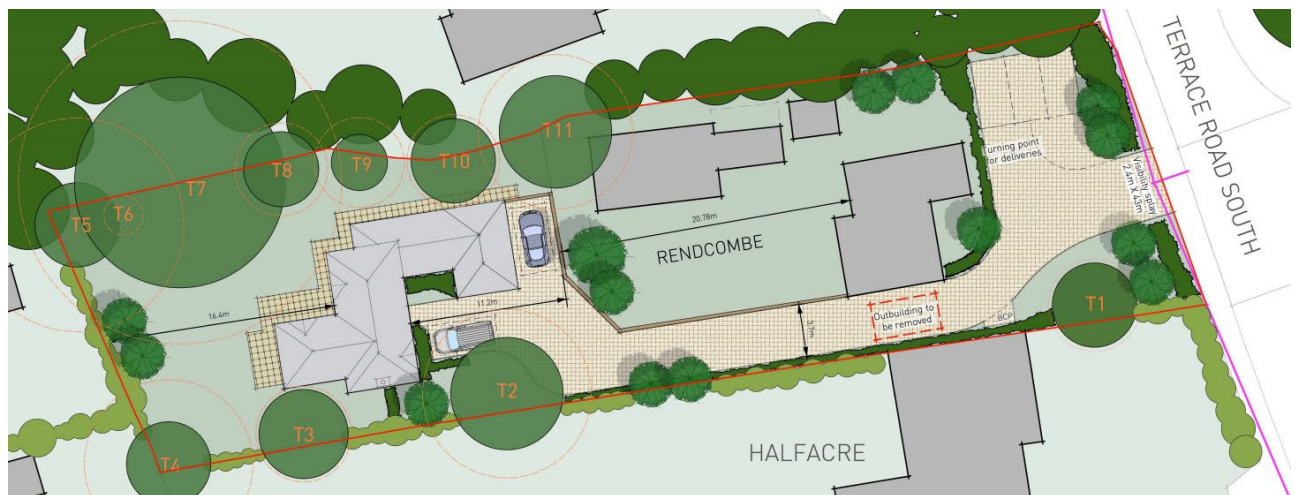 TERRACE ROAD SOUTH
T11
T10
T9
T8
T7
T6
T5
Turning point
for deliveries
Visibility splay
2.4m X 43m
20.78m
RENDCOMBE
16.4m
11.2m
3.7m
Outbuilding to
be removed
BCP
T1
T2
T3
T4
HALFACRE